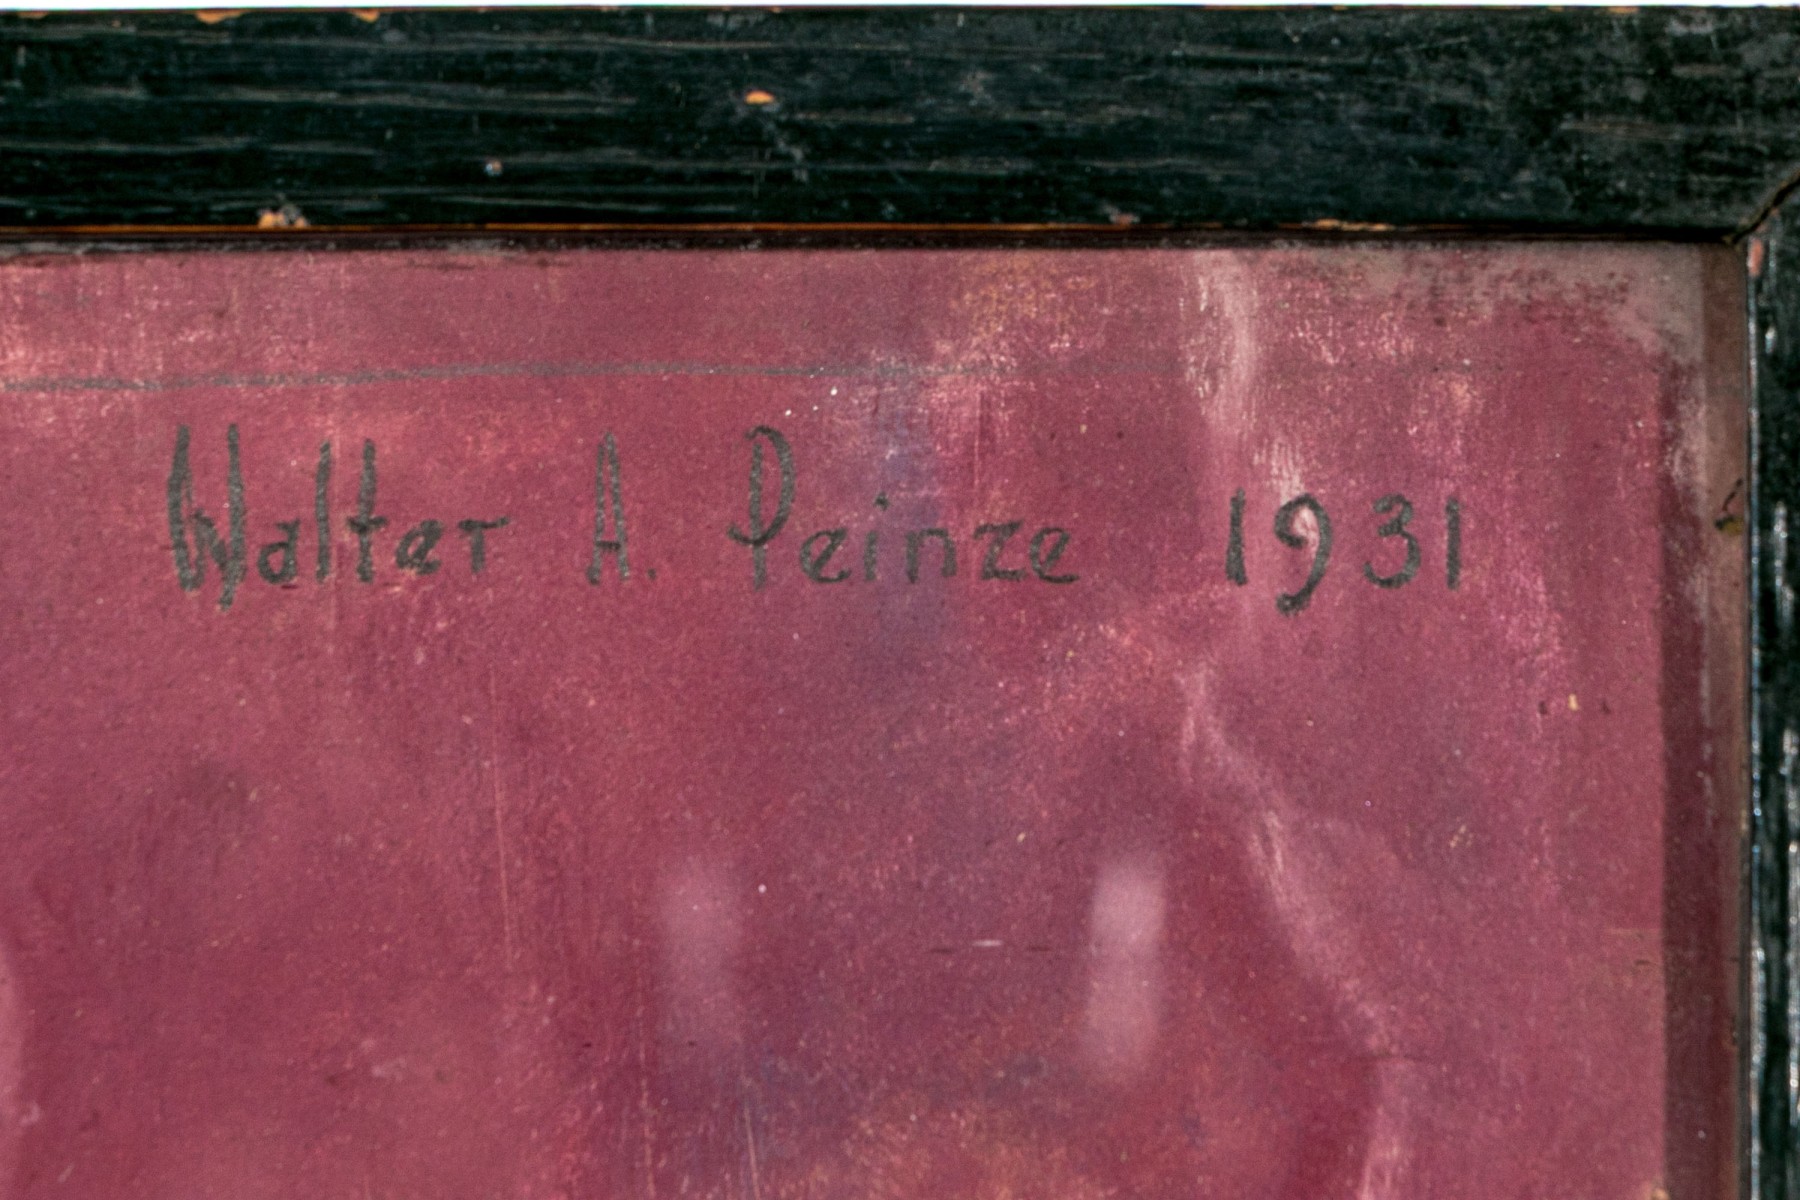 Walter A. Peinze 1931